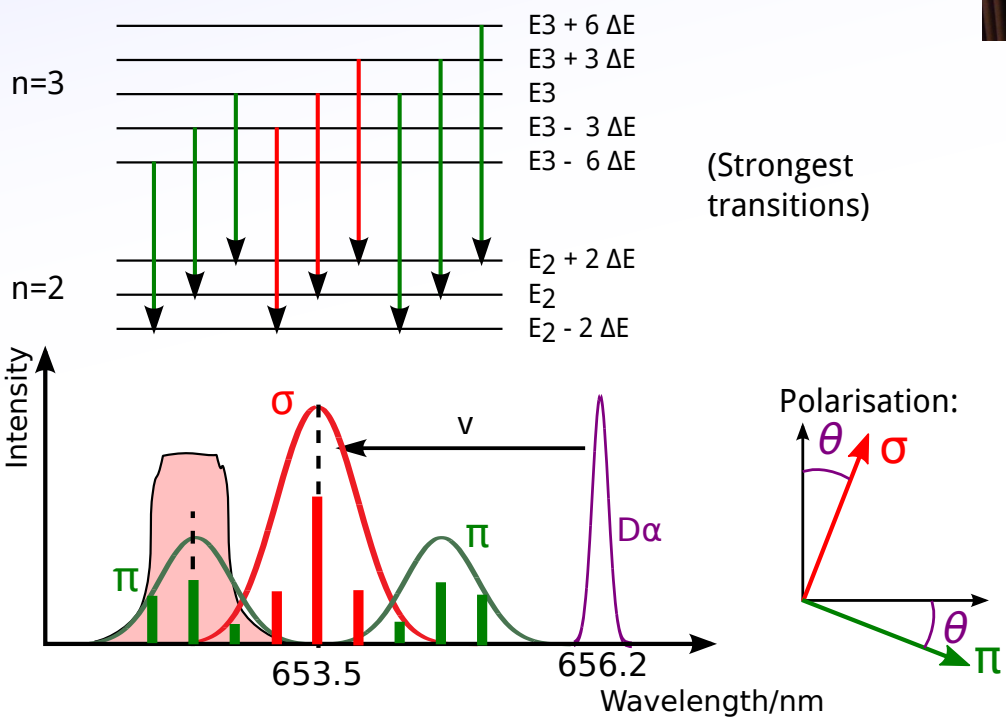 E3 + 6 ΔE
E3 + 3 ΔE
n=3
E3
E3 - 3 ΔE
E3 - 6 ΔE
(Strongest
transitions)
E2 + 2 ΔE
n=2
E2
E2 - 2 ΔE
Intensity
σ
v
π
π
Dα
653.5
656.2
Wavelength/nm
Polarisation:
θ
σ
θ
π